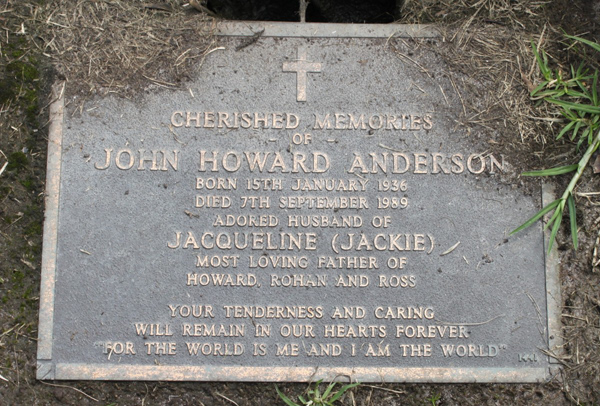 CHERISHED MEMORIES
- OF -
JOHN HOWARD ANDERSON
BORN 15TH JANUARY 1936
DIED 7TH SEPTEMBER 1989
ADORED HUSBAND OF
JACQUELINE (JACKIE)
MOST LOVING FATHER OF
HOWARD, ROHAN AND ROSS
YOUR TENDERNESS AND CARING
WILL REMAIN IN OUR HEARTS FOREVER
"FOR THE WORLD IS ME AND I AM THE WORLD"